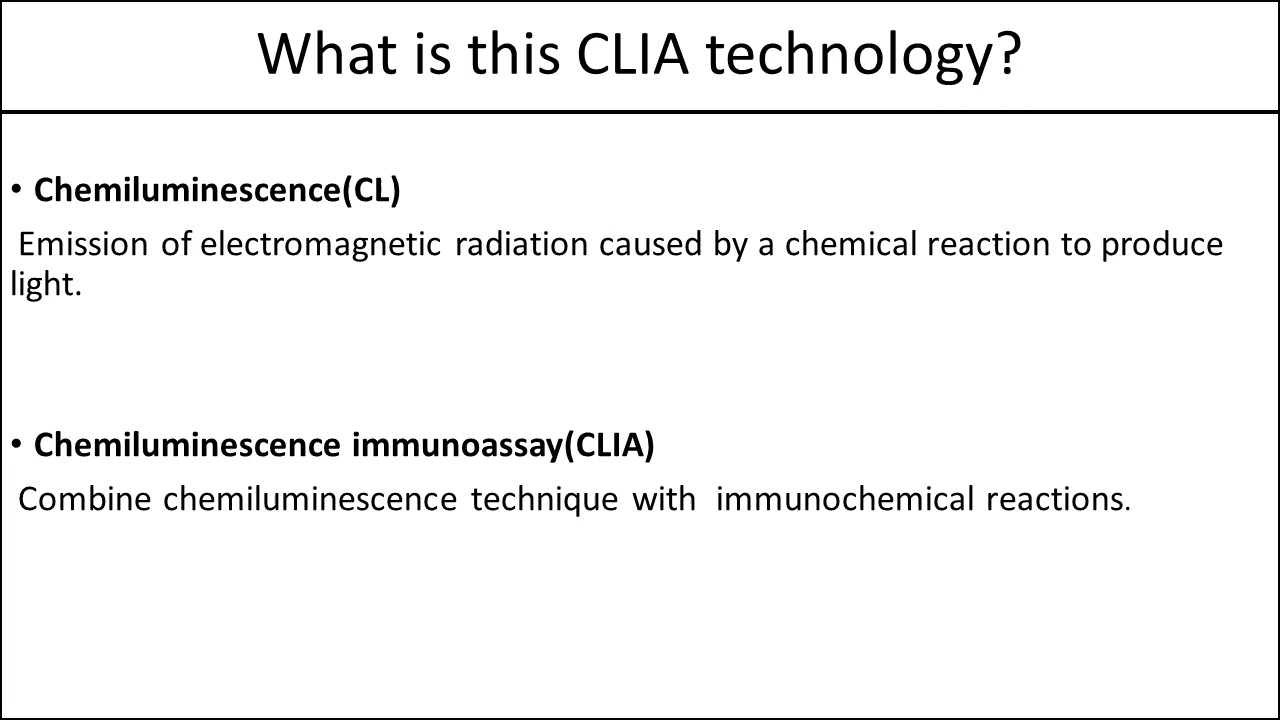 What is this CLIA technology?
• Chemiluminescence(CL)
Emission of electromagnetic radiation caused by a chemical reaction to produce
light.
• Chemiluminescence immunoassay(CLIA)
Combine chemiluminescence technique with immunochemical reactions.